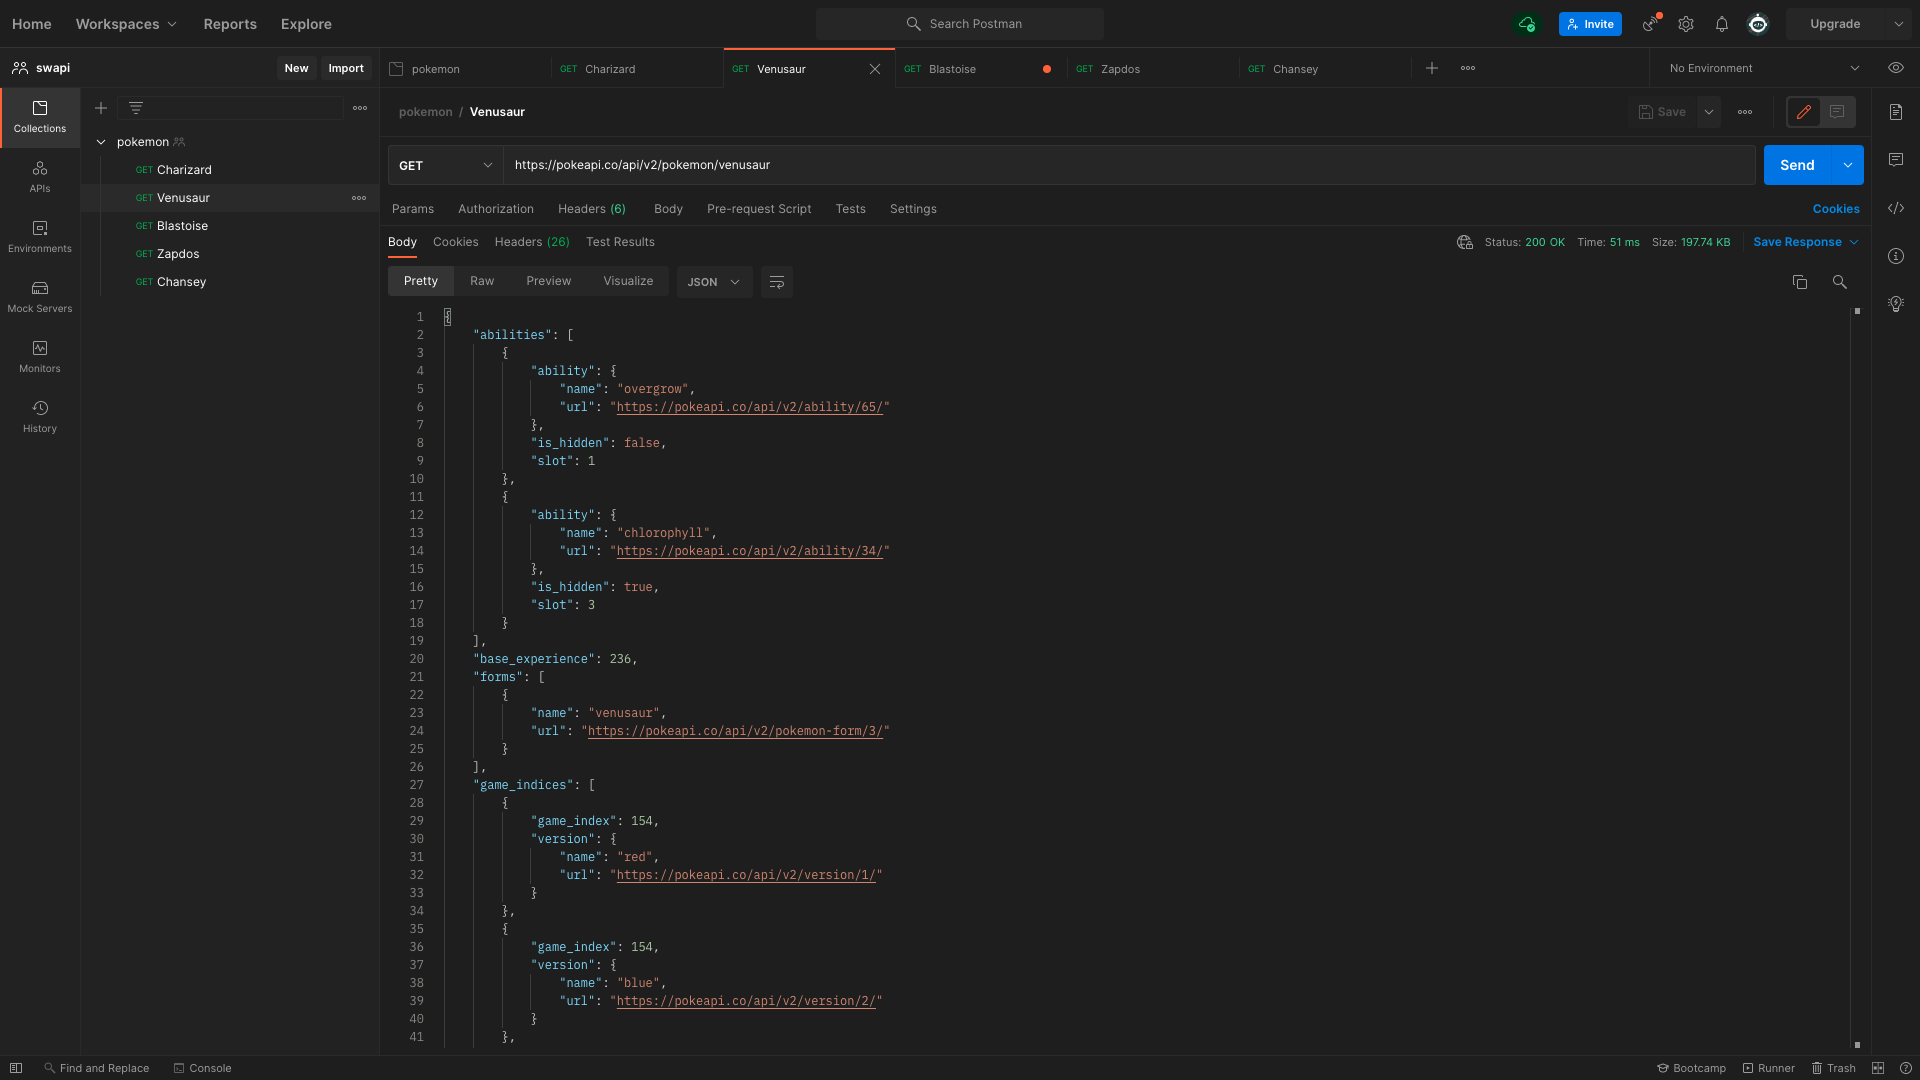 Home Workspaces Reports Explore Search Postman Invite Upgrade
swapi New Import pokemon GET Charizard GET Venusaur GET Blastoise GET Zapdos GET Chansey No Environment
Collections
APIs
Environments
Mock Servers
Monitors
History
pokemon
GET Charizard
GET Venusaur
GET Blastoise
GET Zapdos
GET Chansey
pokemon / Venusaur Save
GET https://pokeapi.co/api/v2/pokemon/venusaur Send
Params Authorization Headers (6) Body Pre-request Script Tests Settings Cookies
Body Cookies Headers (26) Test Results Status: 200 OK Time: 51 ms Size: 197.74 KB Save Response
Pretty Raw Preview Visualize JSON
1 {
2 "abilities": [
3 {
4 "ability": {
5 "name": "overgrow",
6 "url": "https://pokeapi.co/api/v2/ability/65/"
7 },
8 "is_hidden": false,
9 "slot": 1
10 },
11 {
12 "ability": {
13 "name": "chlorophyll",
14 "url": "https://pokeapi.co/api/v2/ability/34/"
15 },
16 "is_hidden": true,
17 "slot": 3
18 }
19 ],
20 "base_experience": 236,
21 "forms": [
22 {
23 "name": "venusaur",
24 "url": "https://pokeapi.co/api/v2/pokemon-form/3/"
25 }
26 ],
27 "game_indices": [
28 {
29 "game_index": 154,
30 "version": {
31 "name": "red",
32 "url": "https://pokeapi.co/api/v2/version/1/"
33 }
34 },
35 {
36 "game_index": 154,
37 "version": {
38 "name": "blue",
39 "url": "https://pokeapi.co/api/v2/version/2/"
40 }
41 },
Find and Replace Console Bootcamp Runner Trash